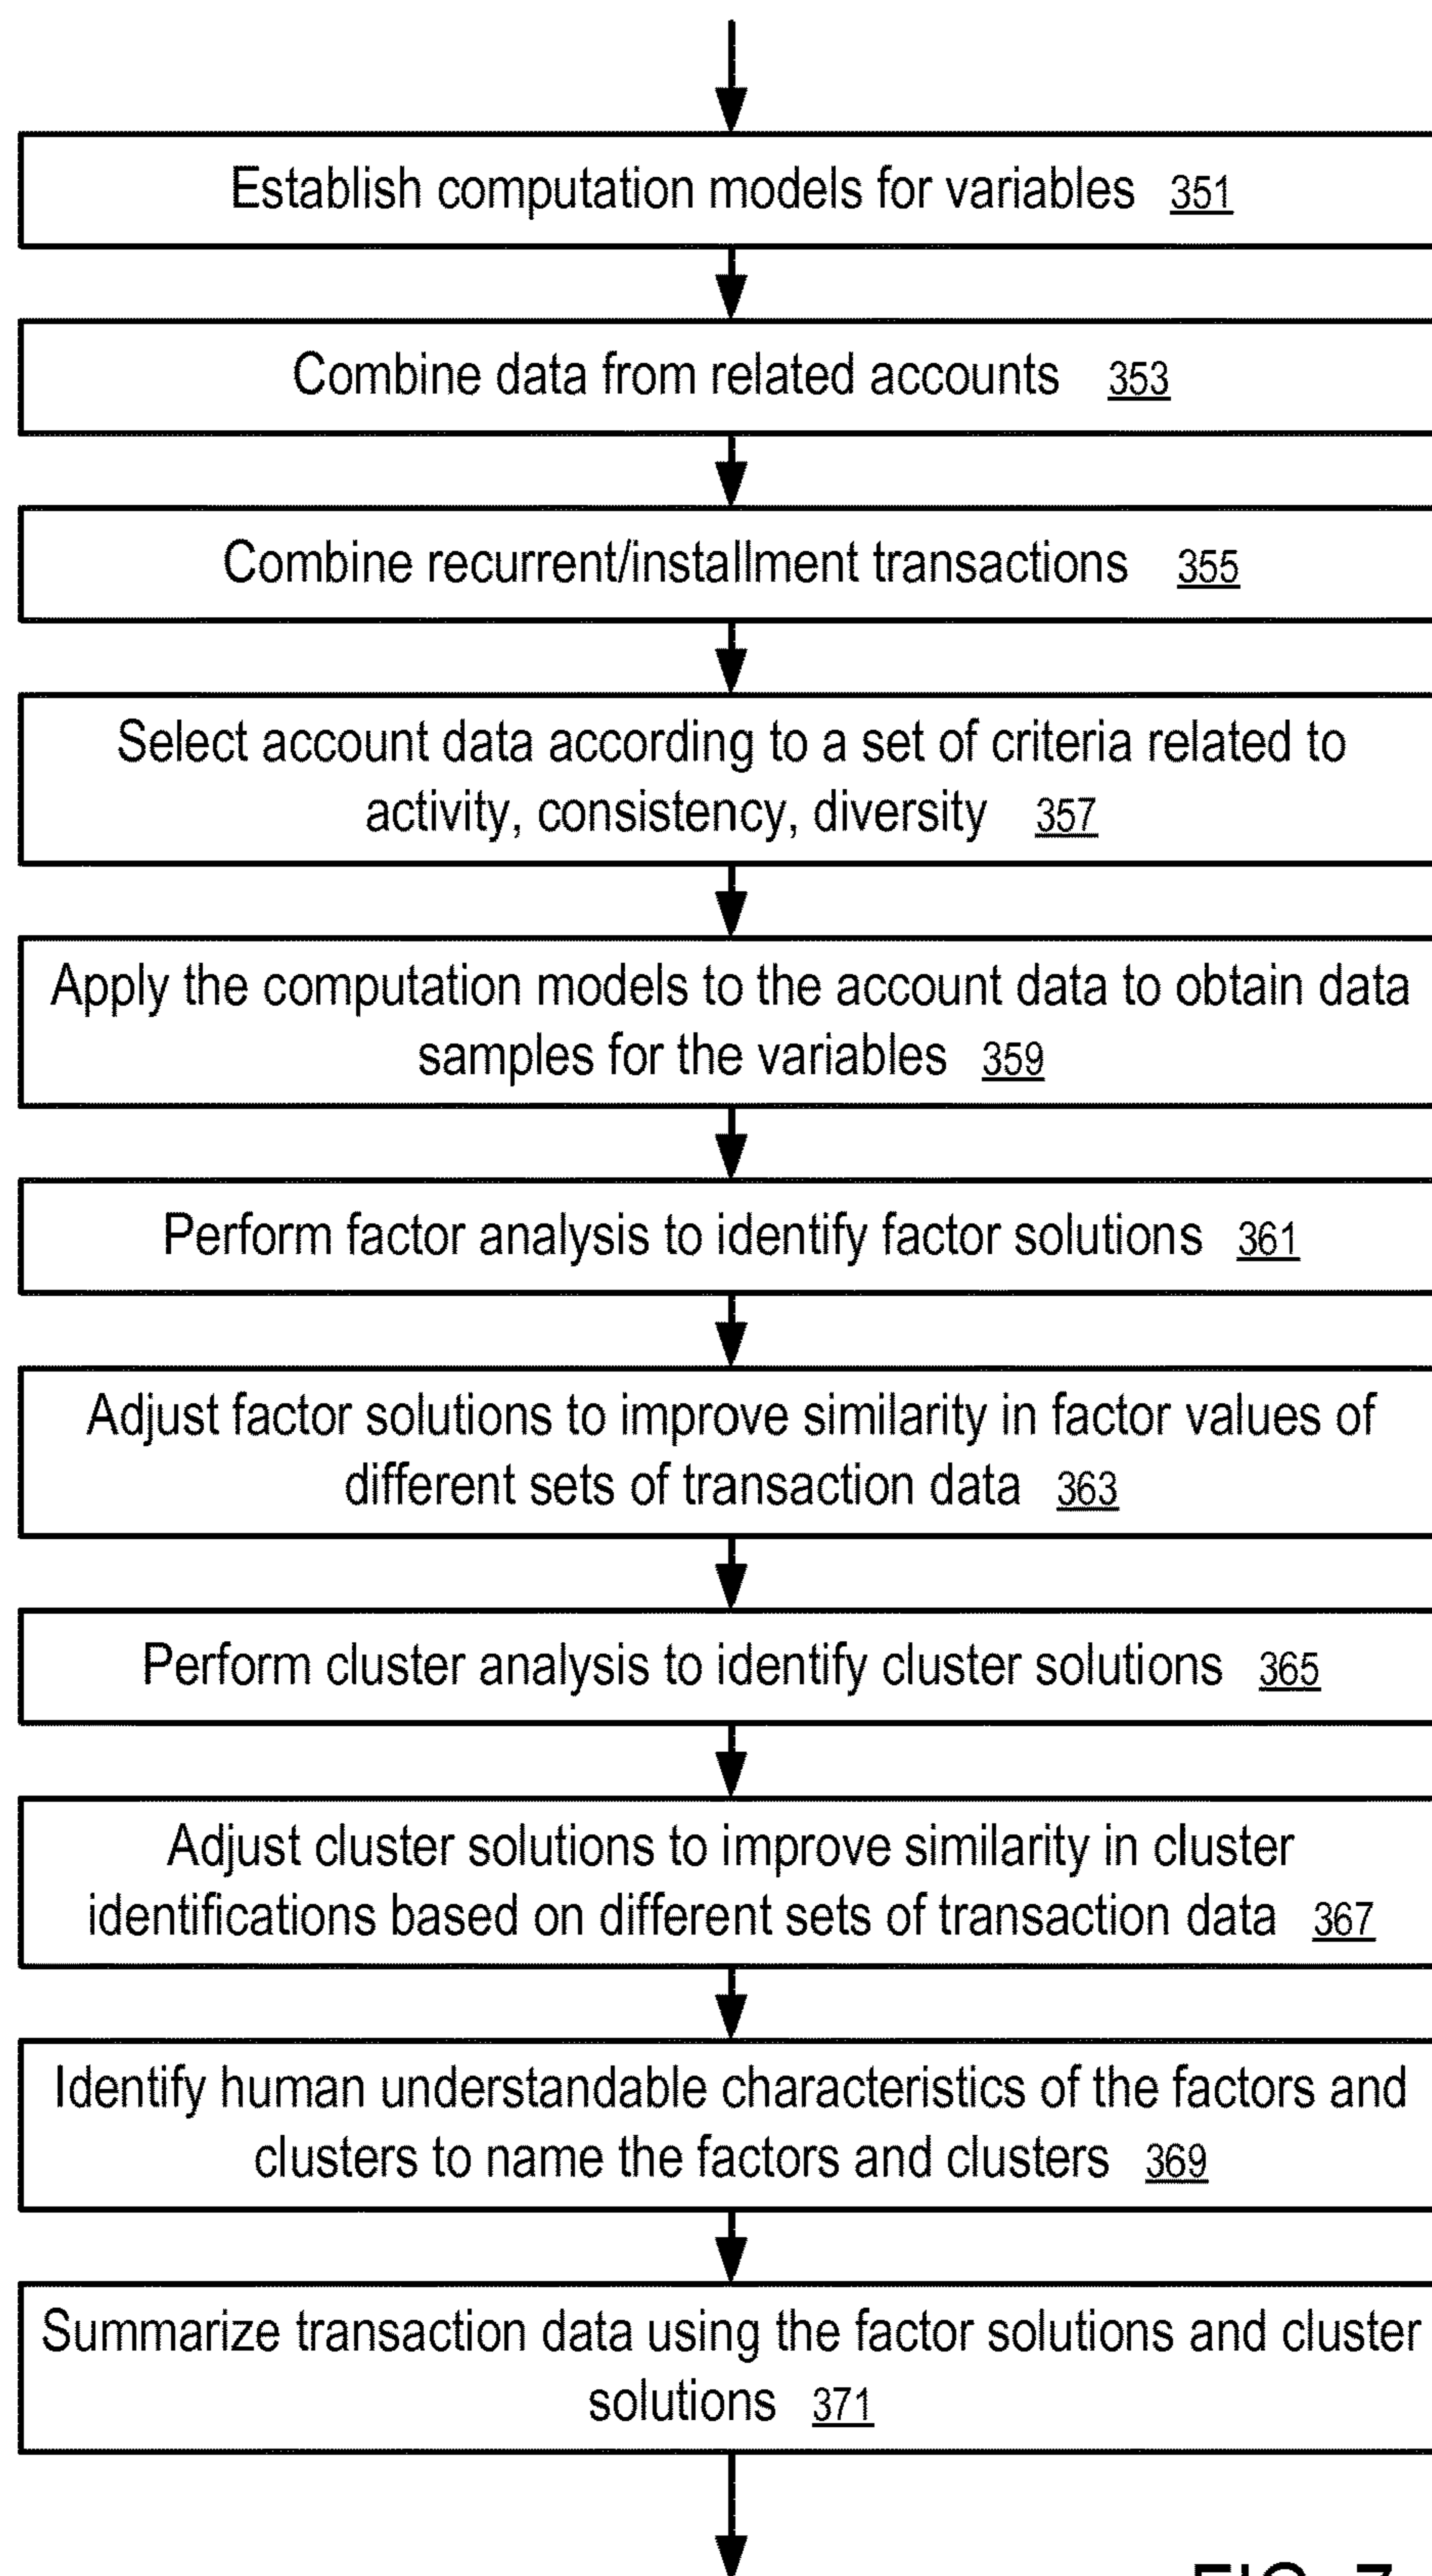 Establish computation models for variables 351
Combine data from related accounts 353
Combine recurrent/installment transactions 355
Select account data according to a set of criteria related to
activity, consistency, diversity 357
Apply the computation models to the account data to obtain data
samples for the variables 359
Perform factor analysis to identify factor solutions 361
Adjust factor solutions to improve similarity in factor values of
different sets of transaction data 363
Perform cluster analysis to identify cluster solutions 365
Adjust cluster solutions to improve similarity in cluster
identifications based on different sets of transaction data 367
Identify human understandable characteristics of the factors and
clusters to name the factors and clusters 369
Summarize transaction data using the factor solutions and cluster
solutions 371